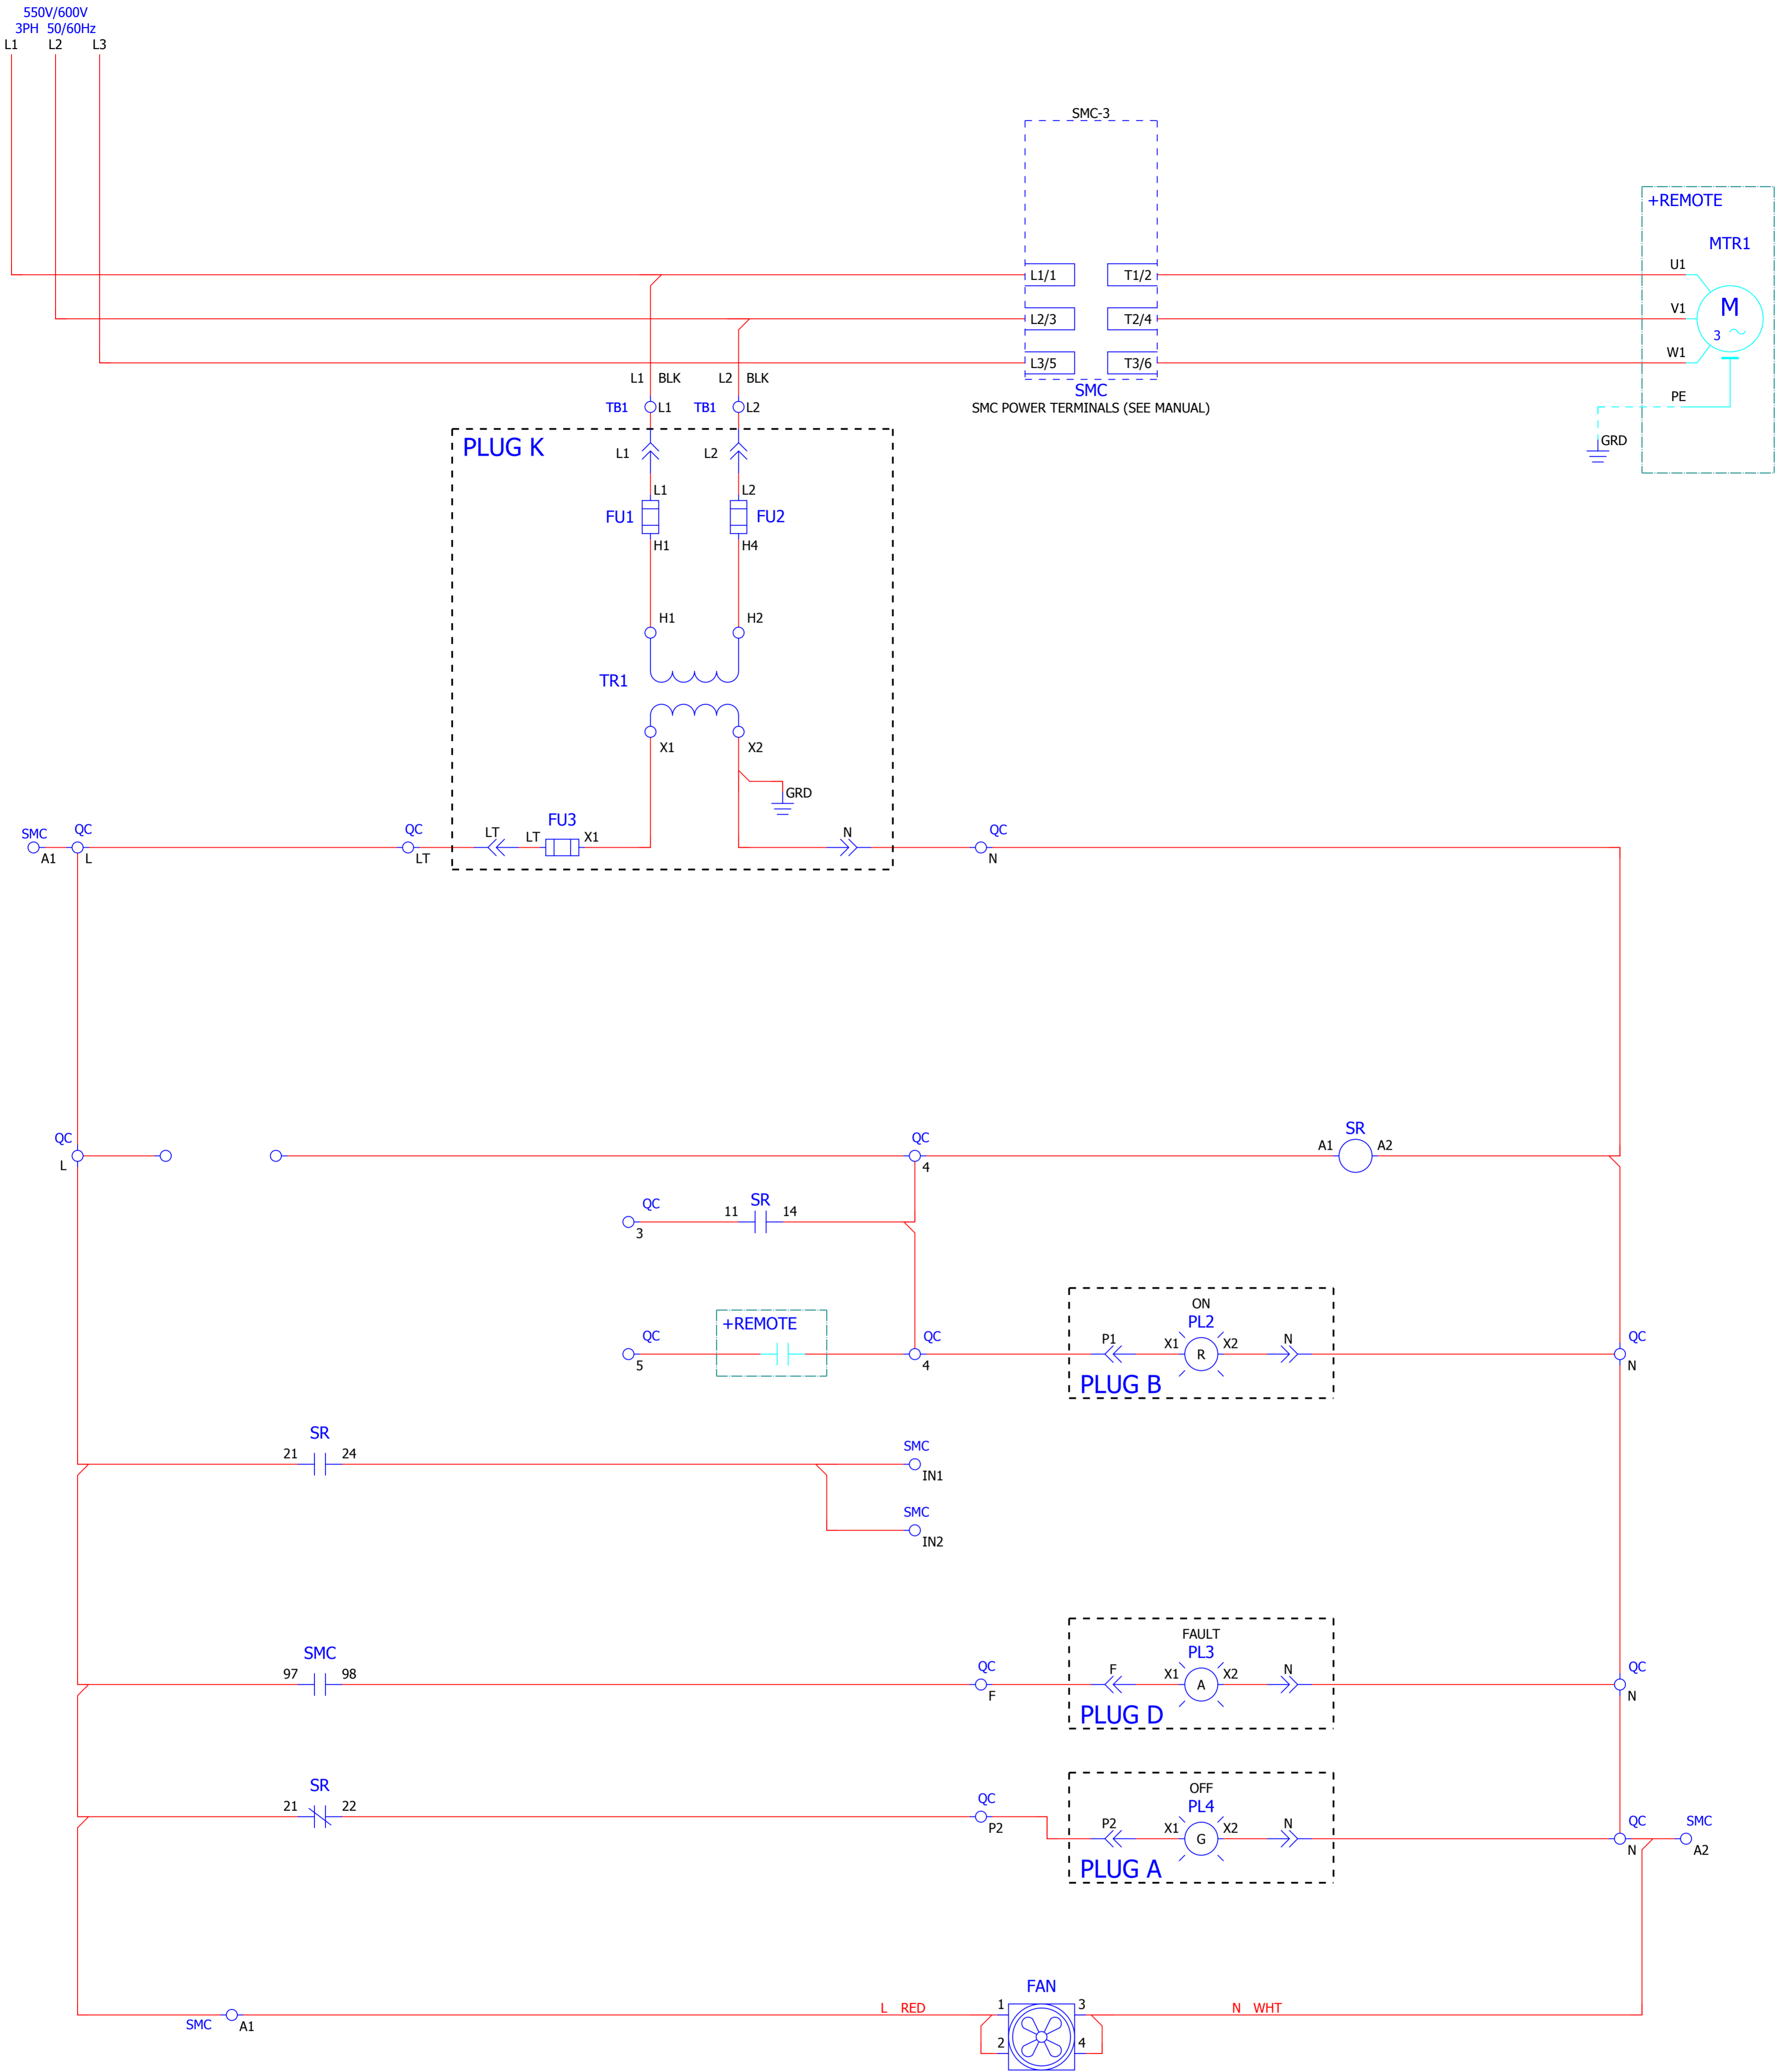 550V/600V
3PH 50/60Hz
L1 L2 L3
SMC-3
+REMOTE
MTR1
U1
L1/1 T1/2
V1
M
L2/3 T2/4
3
W1
L3/5 T3/6
L1 BLK L2 BLK
SMC
PE
TB1 L1 TB1 L2
SMC POWER TERMINALS (SEE MANUAL)
GRD
PLUG K
L1 L2
L1 L2
FU1 FU2
H1 H4
H1 H2
TR1
X1 X2
GRD
FU3
SMC QC QC LT LT X1 N QC
A1 L LT N
QC QC SR
A1 A2
L 4
QC SR
11 14
3
ON
+REMOTE PL2
QC QC P1 X1 X2 N QC
R
5 4 N
PLUG B
SR
21 24 SMC
IN1
SMC
IN2
FAULT
SMC PL3
97 98 QC F X1 X2 N QC
A
F N
PLUG D
SR OFF
21 22 QC PL4
P2 P2 X1 X2 N QC SMC
G
N A2
PLUG A
FAN
L RED 1 3 N WHT
SMC A1
2 4